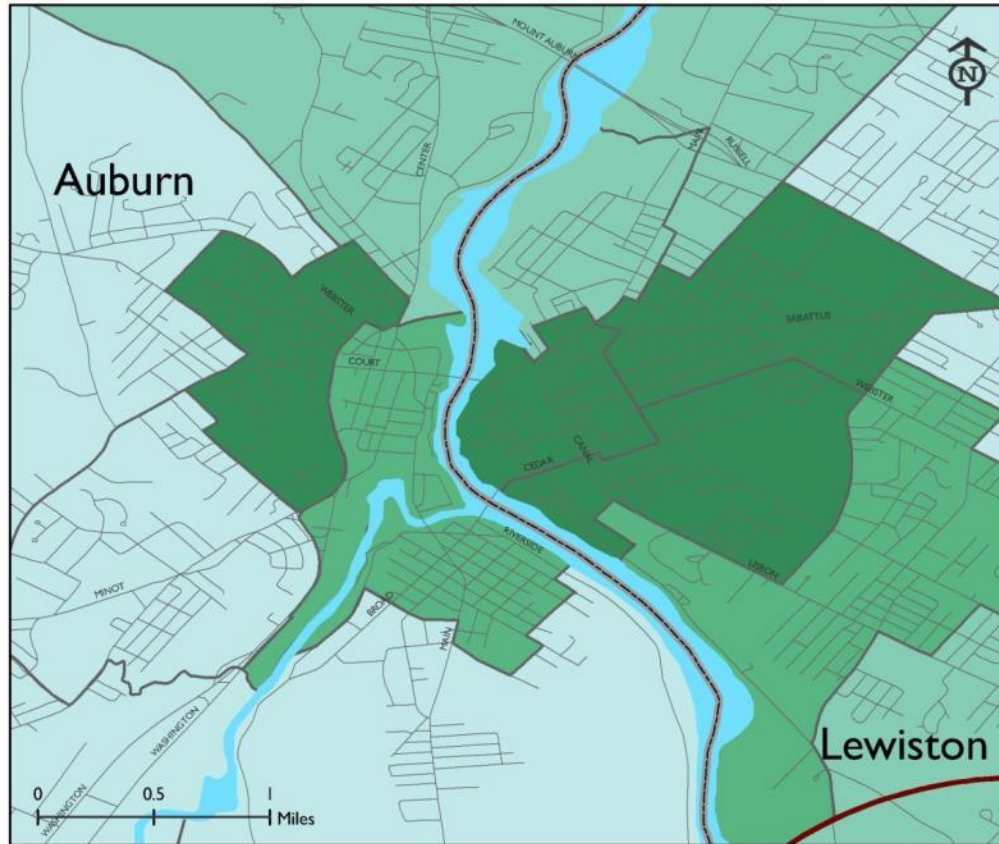 MOUNT AUBURN
N
MAIN
RUSSELL
CENTER
Auburn
WEBSTER
SABATTUS
COURT
WEBSTER
CANAL
CEDAR
RIVERSIDE
LISBON
MINOT
BROAD
MAIN
WASHINGTON
Lewiston
0 0.5 1
Miles
WASHINGTON